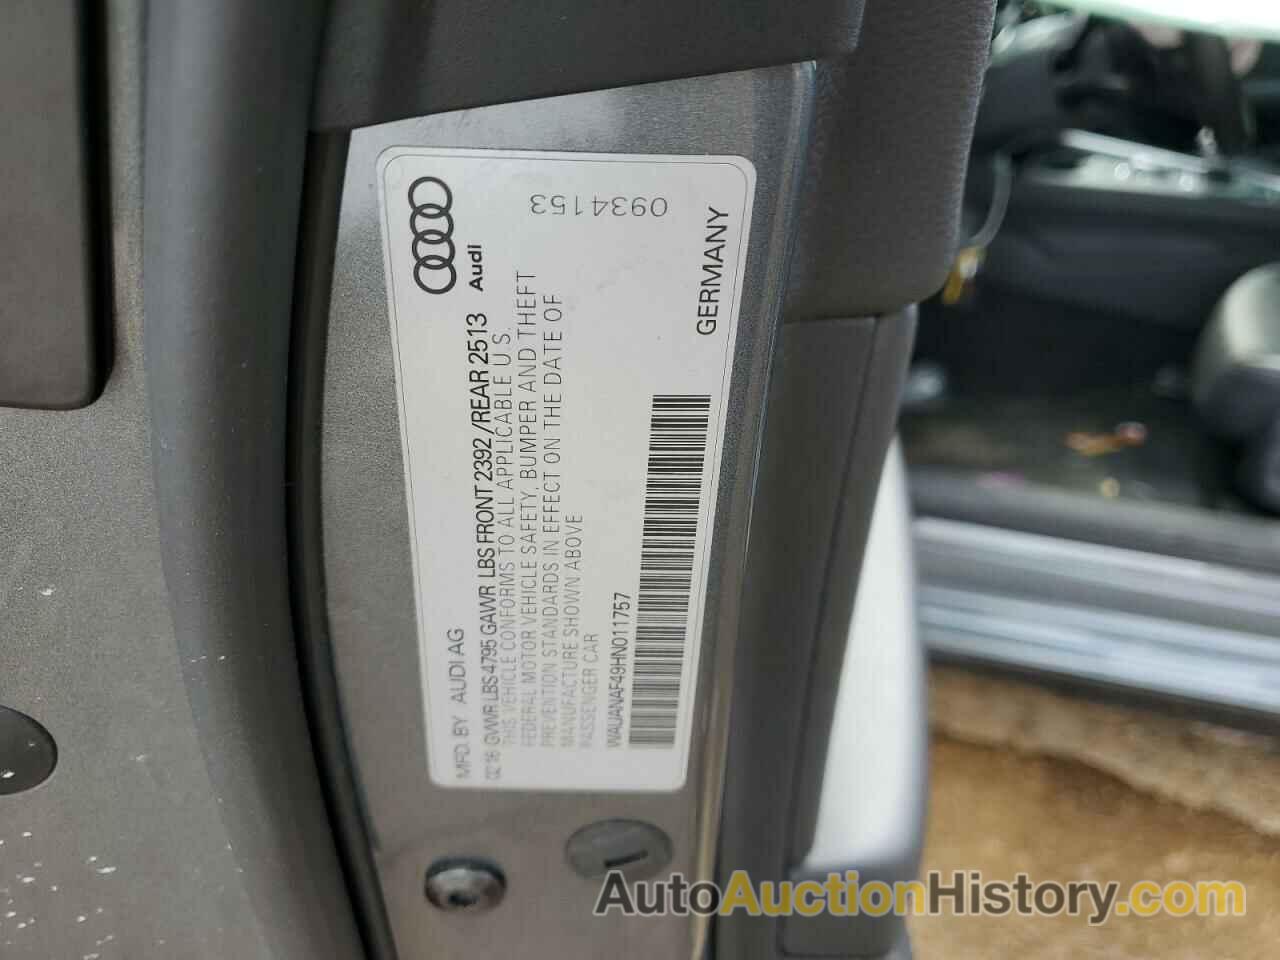 MFD. BY AUDI AG
02 16 GWR LBS 4795 GAWR LBS FRONT 2392 /REAR 2513
THIS VEHICLE CONFORMS TO ALL APPLICABLE U S.
FEDERAL MOTOR VEHICLE SAFETY, BUMPER AND THEFT
PREVENTION STANDARDS IN EFFECT ON THE DATE OF
MANUFACTURE SHOWN ABOVE
PASSENGER CAR
WAUANAF49HN011757
Audi
0934153
GERMANY
AutoAuctionHistory.com